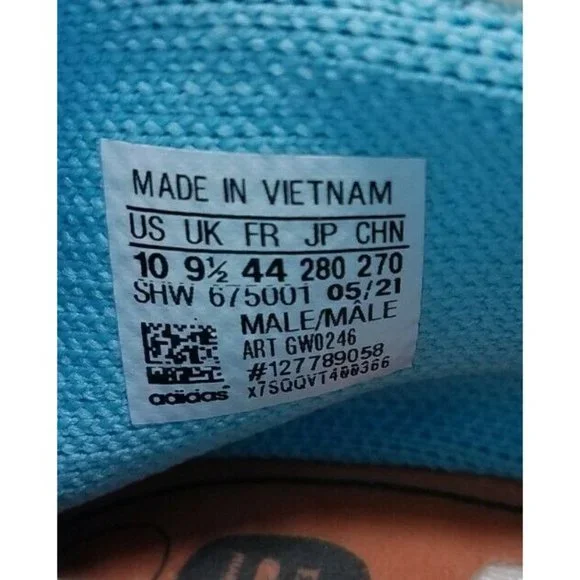 MADE IN VIETNAM
US UK FR JP CHN
10 9½ 44 280 270
SHW 675001 05/21
MALE/MÂLE
ART GW0246
#127789058
x7SQQVT400366
adidas